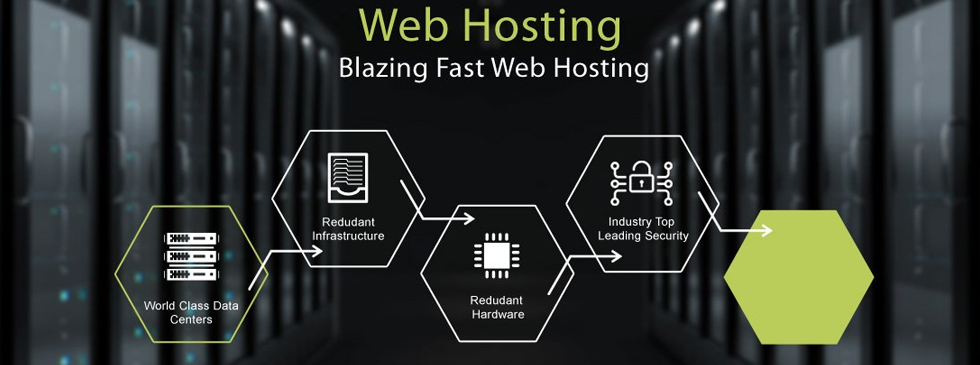 Web Hosting
Blazing Fast Web Hosting
World Class Data
Centers
Redudant
Infrastructure
Redudant
Hardware
Industry Top
Leading Security